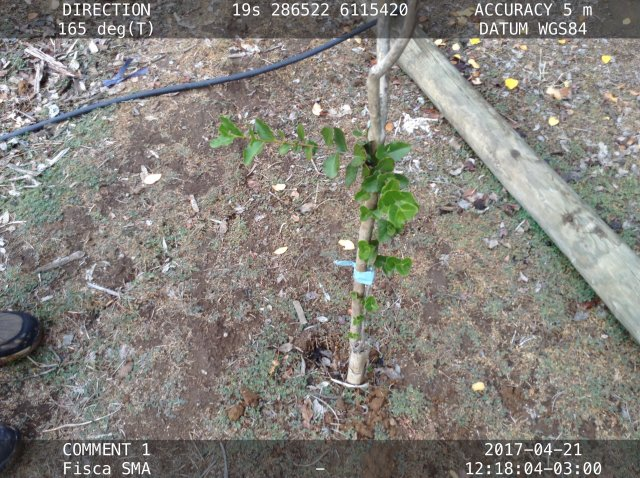 DIRECTION 19s 286522 6115420 ACCURACY 5 m
165 deg(T) DATUM WGS84
COMMENT 1 2017-04-21
Fisca SMA - 12:18:04-03:00